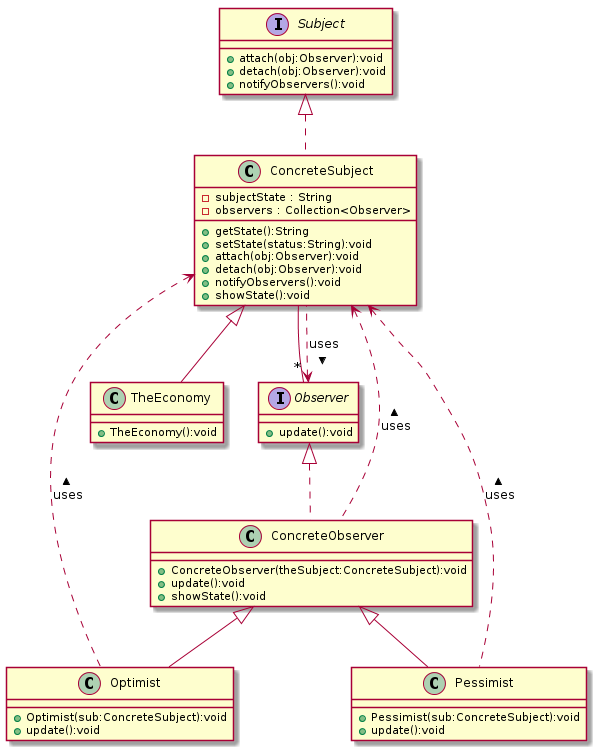 I Subject
attach(obj:Observer):void
detach(obj:Observer):void
notifyObservers():void
C ConcreteSubject
subjectState : String
observers : Collection<Observer>
getState():String
setState(status:String):void
attach(obj:Observer):void
detach(obj:Observer):void
notifyObservers():void
showState():void
uses
*
C TheEconomy
TheEconomy():void
I Observer
update():void
uses
uses
uses
C ConcreteObserver
ConcreteObserver(theSubject:ConcreteSubject):void
update():void
showState():void
C Optimist
Optimist(sub:ConcreteSubject):void
update():void
C Pessimist
Pessimist(sub:ConcreteSubject):void
update():void